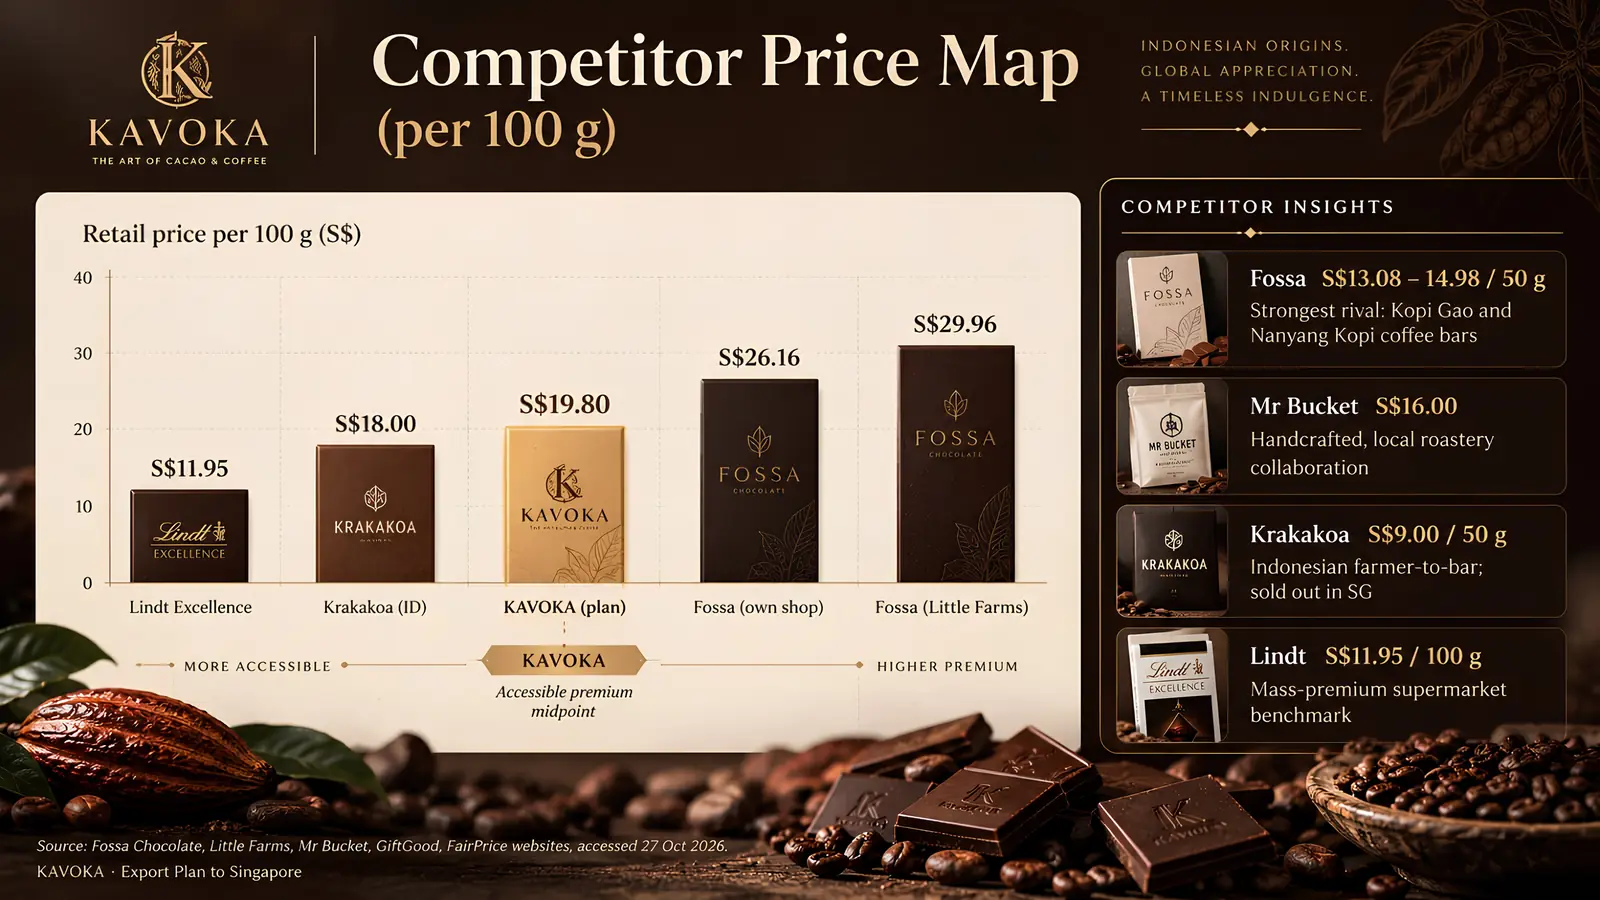 KAVOKA
THE ART OF CACAO & COFFEE
Competitor Price Map
(per 100 g)
INDONESIAN ORIGINS.
GLOBAL APPRECIATION.
A TIMELESS INDULGENCE.
Retail price per 100 g (S$)
40
30
20
10
0
S$11.95
S$18.00
S$19.80
S$26.16
S$29.96
Lindt
EXCELLENCE
KRAKAKOA
K
KAVOKA
FOSSA
CHOCOLATE
FOSSA
CHOCOLATE
Lindt Excellence
Krakakoa (ID)
KAVOKA (plan)
Fossa (own shop)
Fossa (Little Farms)
MORE ACCESSIBLE
KAVOKA
HIGHER PREMIUM
Accessible premium
midpoint
COMPETITOR INSIGHTS
FOSSA
Fossa S$13.08 – 14.98 / 50 g
Strongest rival: Kopi Gao and
Nanyang Kopi coffee bars
MR BUCKET
Mr Bucket S$16.00
Handcrafted, local roastery
collaboration
KRAKAKOA
Krakakoa S$9.00 / 50 g
Indonesian farmer-to-bar;
sold out in SG
Lindt
EXCELLENCE
Lindt S$11.95 / 100 g
Mass-premium supermarket
benchmark
Source: Fossa Chocolate, Little Farms, Mr Bucket, GiftGood, FairPrice websites, accessed 27 Oct 2026.
KAVOKA · Export Plan to Singapore